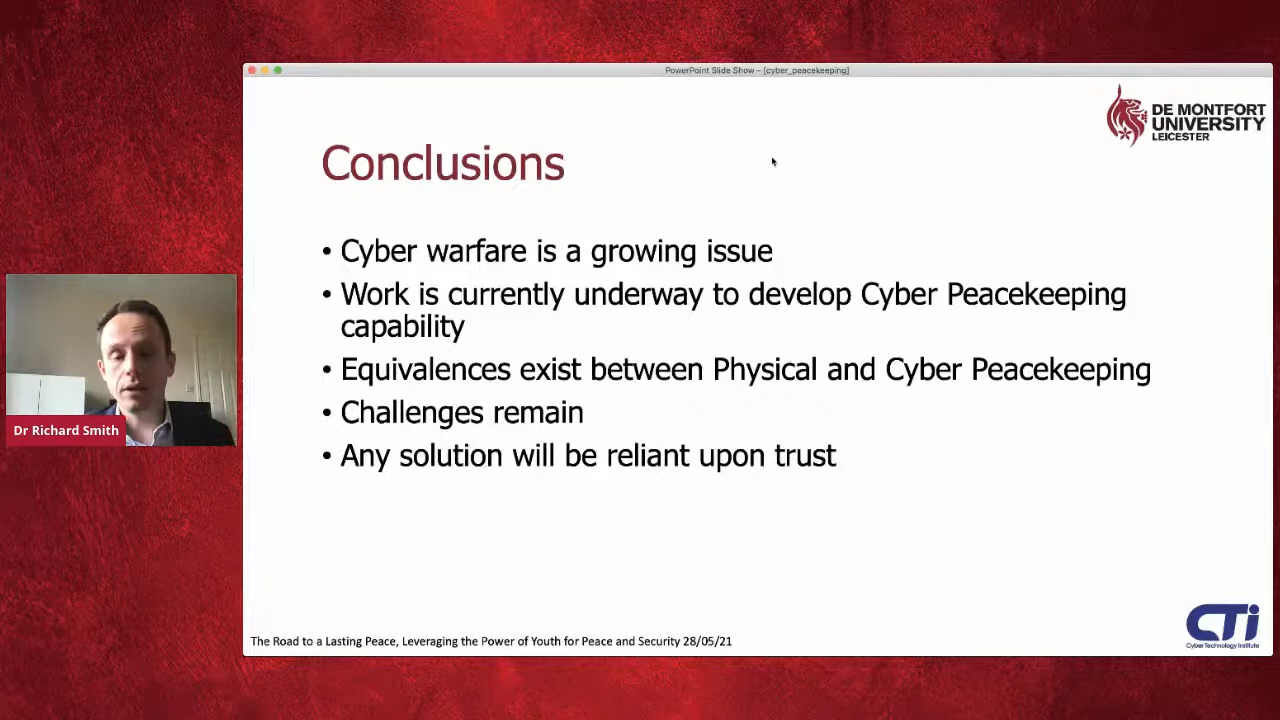 PowerPoint Slide Show – [cyber_peacekeeping]
DE MONTFORT
UNIVERSITY
LEICESTER
Conclusions
• Cyber warfare is a growing issue
• Work is currently underway to develop Cyber Peacekeeping
capability
• Equivalences exist between Physical and Cyber Peacekeeping
• Challenges remain
• Any solution will be reliant upon trust
Dr Richard Smith
The Road to a Lasting Peace, Leveraging the Power of Youth for Peace and Security 28/05/21
CTi
Cyber Technology Institute